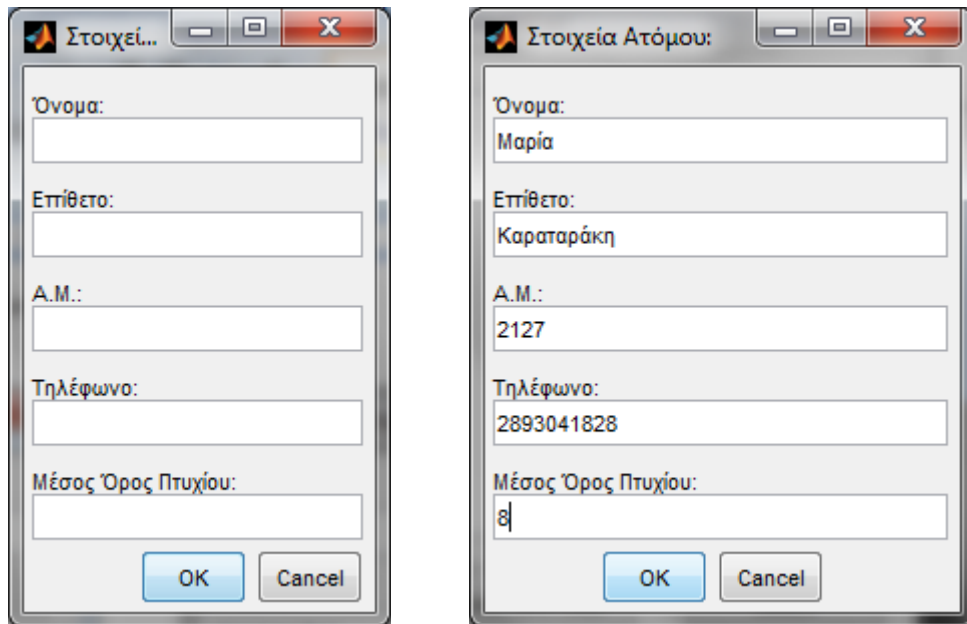 Στοιχεί...
Όνομα:
Επίθετο:
Α.Μ.:
Τηλέφωνο:
Μέσος Όρος Πτυχίου:
OK Cancel
Στοιχεία Ατόμου:
Όνομα:
Μαρία
Επίθετο:
Καραταράκη
Α.Μ.:
2127
Τηλέφωνο:
2893041828
Μέσος Όρος Πτυχίου:
8
OK Cancel